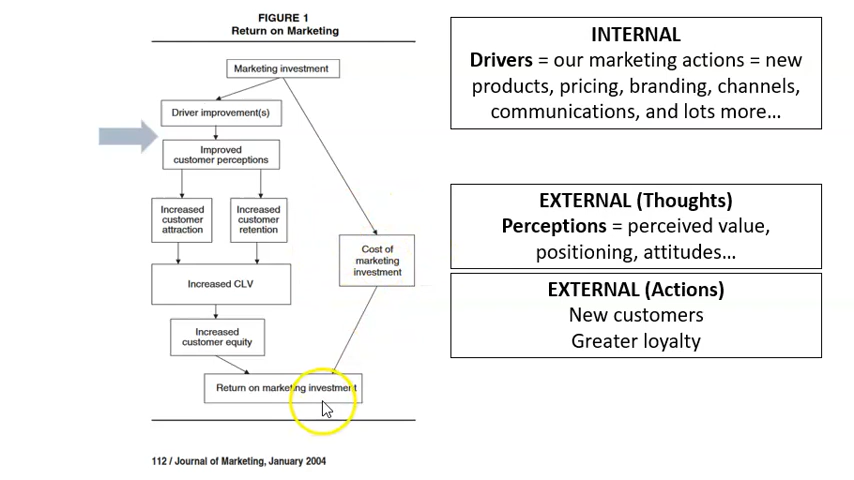 FIGURE 1
Return on Marketing
Marketing investment
Driver improvement(s)
Improved
customer perceptions
Increased
customer
attraction
Increased
customer
retention
Cost of
marketing
investment
Increased CLV
Increased
customer equity
Return on marketing investment
112 / Journal of Marketing, January 2004
INTERNAL
Drivers = our marketing actions = new
products, pricing, branding, channels,
communications, and lots more…
EXTERNAL (Thoughts)
Perceptions = perceived value,
positioning, attitudes…
EXTERNAL (Actions)
New customers
Greater loyalty